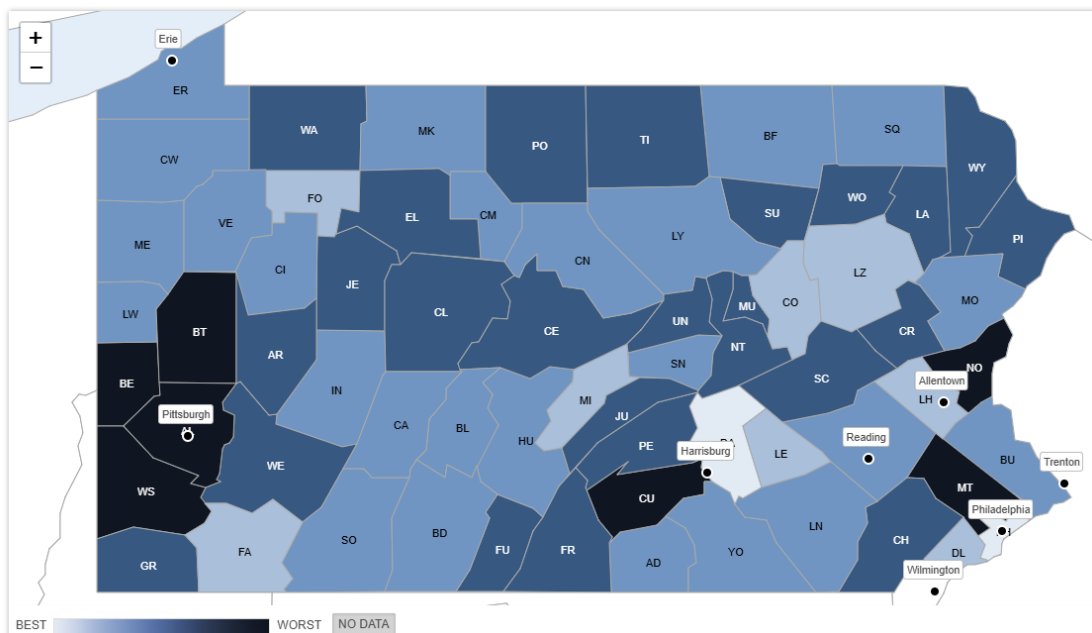 +
−
Erie
ER
WA
MK
PO
TI
BF
SQ
CW
WY
FO
EL
CM
SU
WO
LA
VE
LY
PI
ME
CI
CN
LZ
JE
CO
MO
LW
BT
CL
CE
UN
MU
CR
AR
NT
NO
BE
IN
SN
SC
Allentown
LH
MI
Pittsburgh
JU
CA
BL
HU
PE
Harrisburg
LE
Reading
BU
WE
Trenton
WS
CU
MT
Philadelphia
LN
SO
BD
FU
FR
YO
CH
DL
GR
FA
AD
Wilmington
BEST
WORST
NO DATA